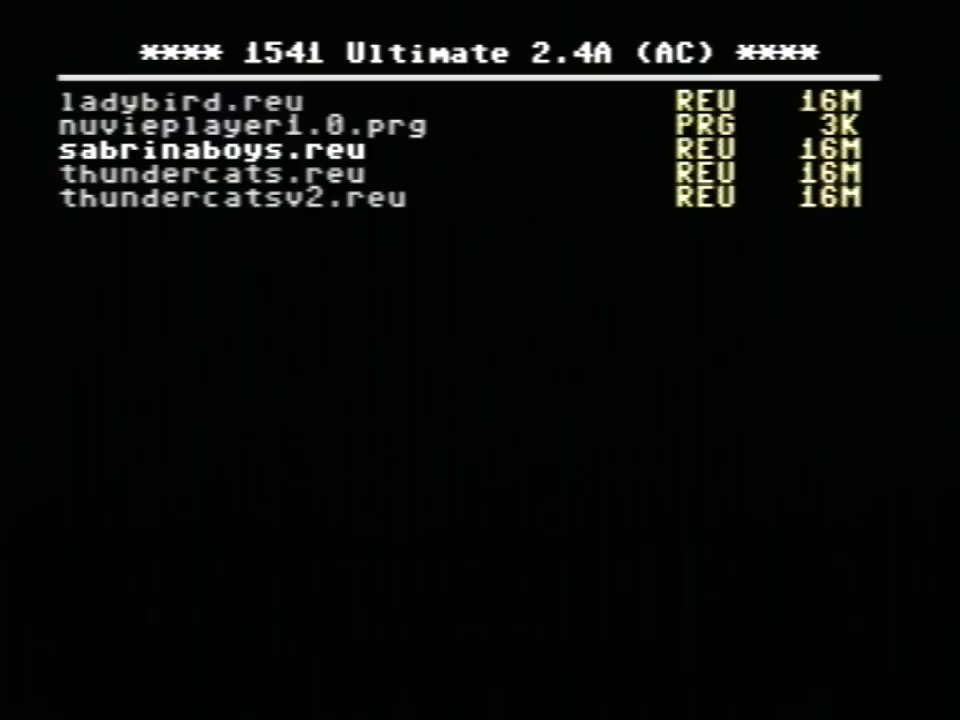 **** 1541 Ultimate 2.4A (AC) ****
ladybird.reu REU 16M
nuvieplayer1.0.prg PRG 3K
sabrinaboys.reu REU 16M
thundercats.reu REU 16M
thundercatsv2.reu REU 16M